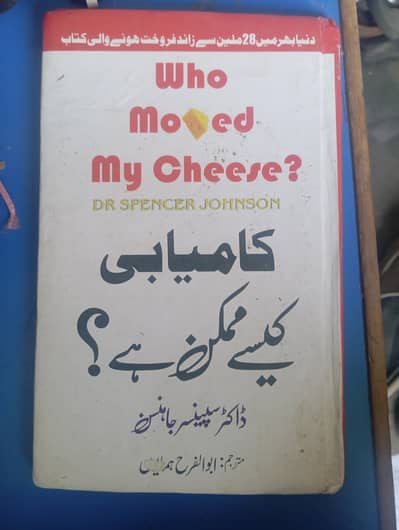 دنیا بھر میں 28 ملین سے زائد فروخت ہونے والی کتاب
Who
Moved
My Cheese?
DR SPENCER JOHNSON
کامیابی
کیسے ممکن ہے؟
ڈاکٹر سپینسر جانسن
مترجم: ابوالفرح ہمایوں